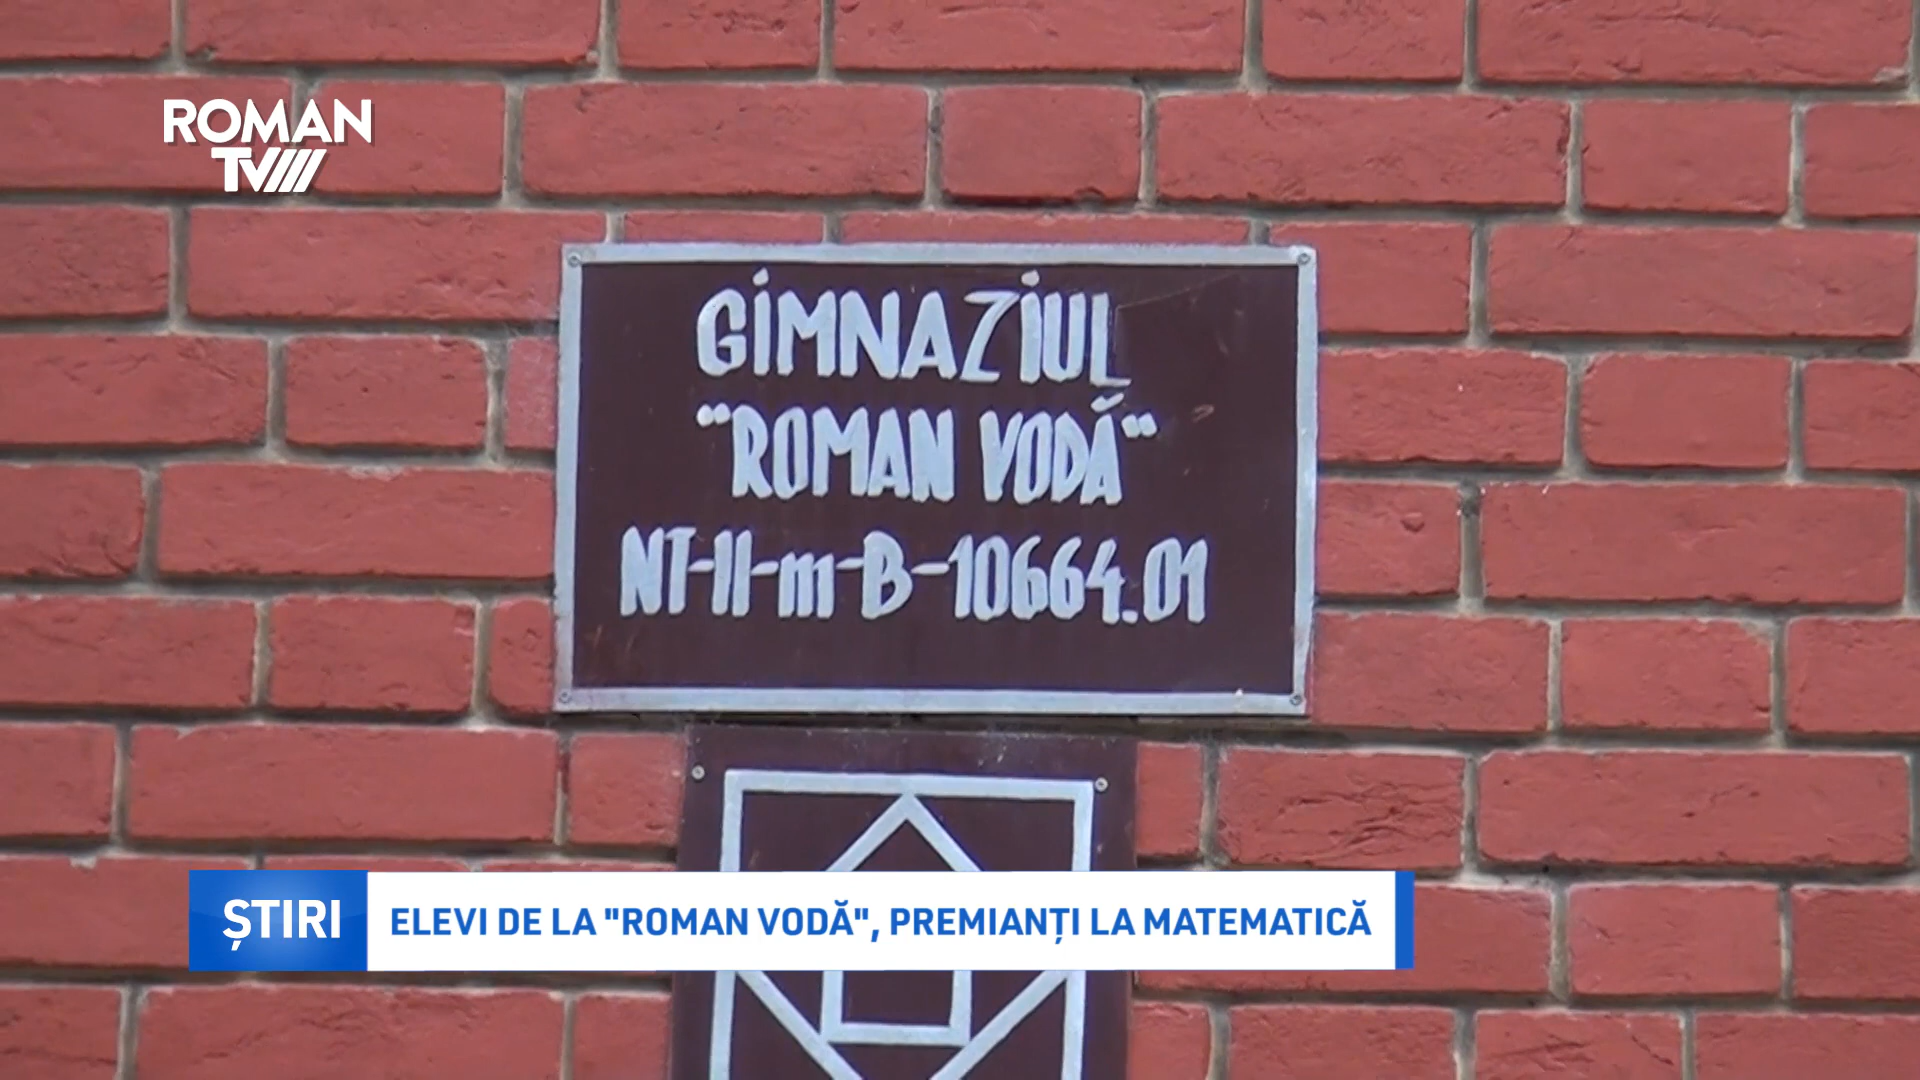 ROMAN
TV
GIMNAZIUL
"ROMAN VODĂ"
NT-II-m-B-10664.01
ȘTIRI
ELEVI DE LA "ROMAN VODĂ", PREMIANȚI LA MATEMATICĂ